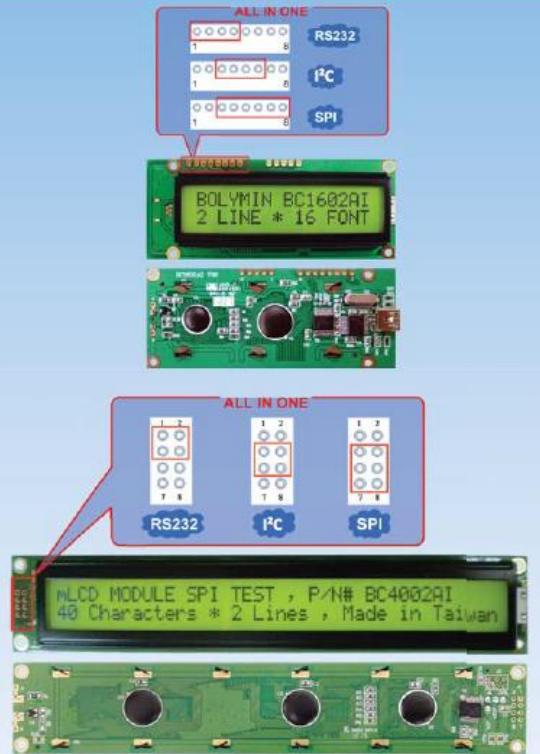 ALL IN ONE
RS232
1 8
I²C
1 8
SPI
1 8
BOLYMIN BC1602AI
2 LINE * 16 FONT
ALL IN ONE
1 2
1 2
1 2
7 8
7 8
7 8
RS232
I²C
SPI
LCD MODULE SPI TEST , P/N# BC4002AI
40 Characters * 2 Lines , Made in Taiwan